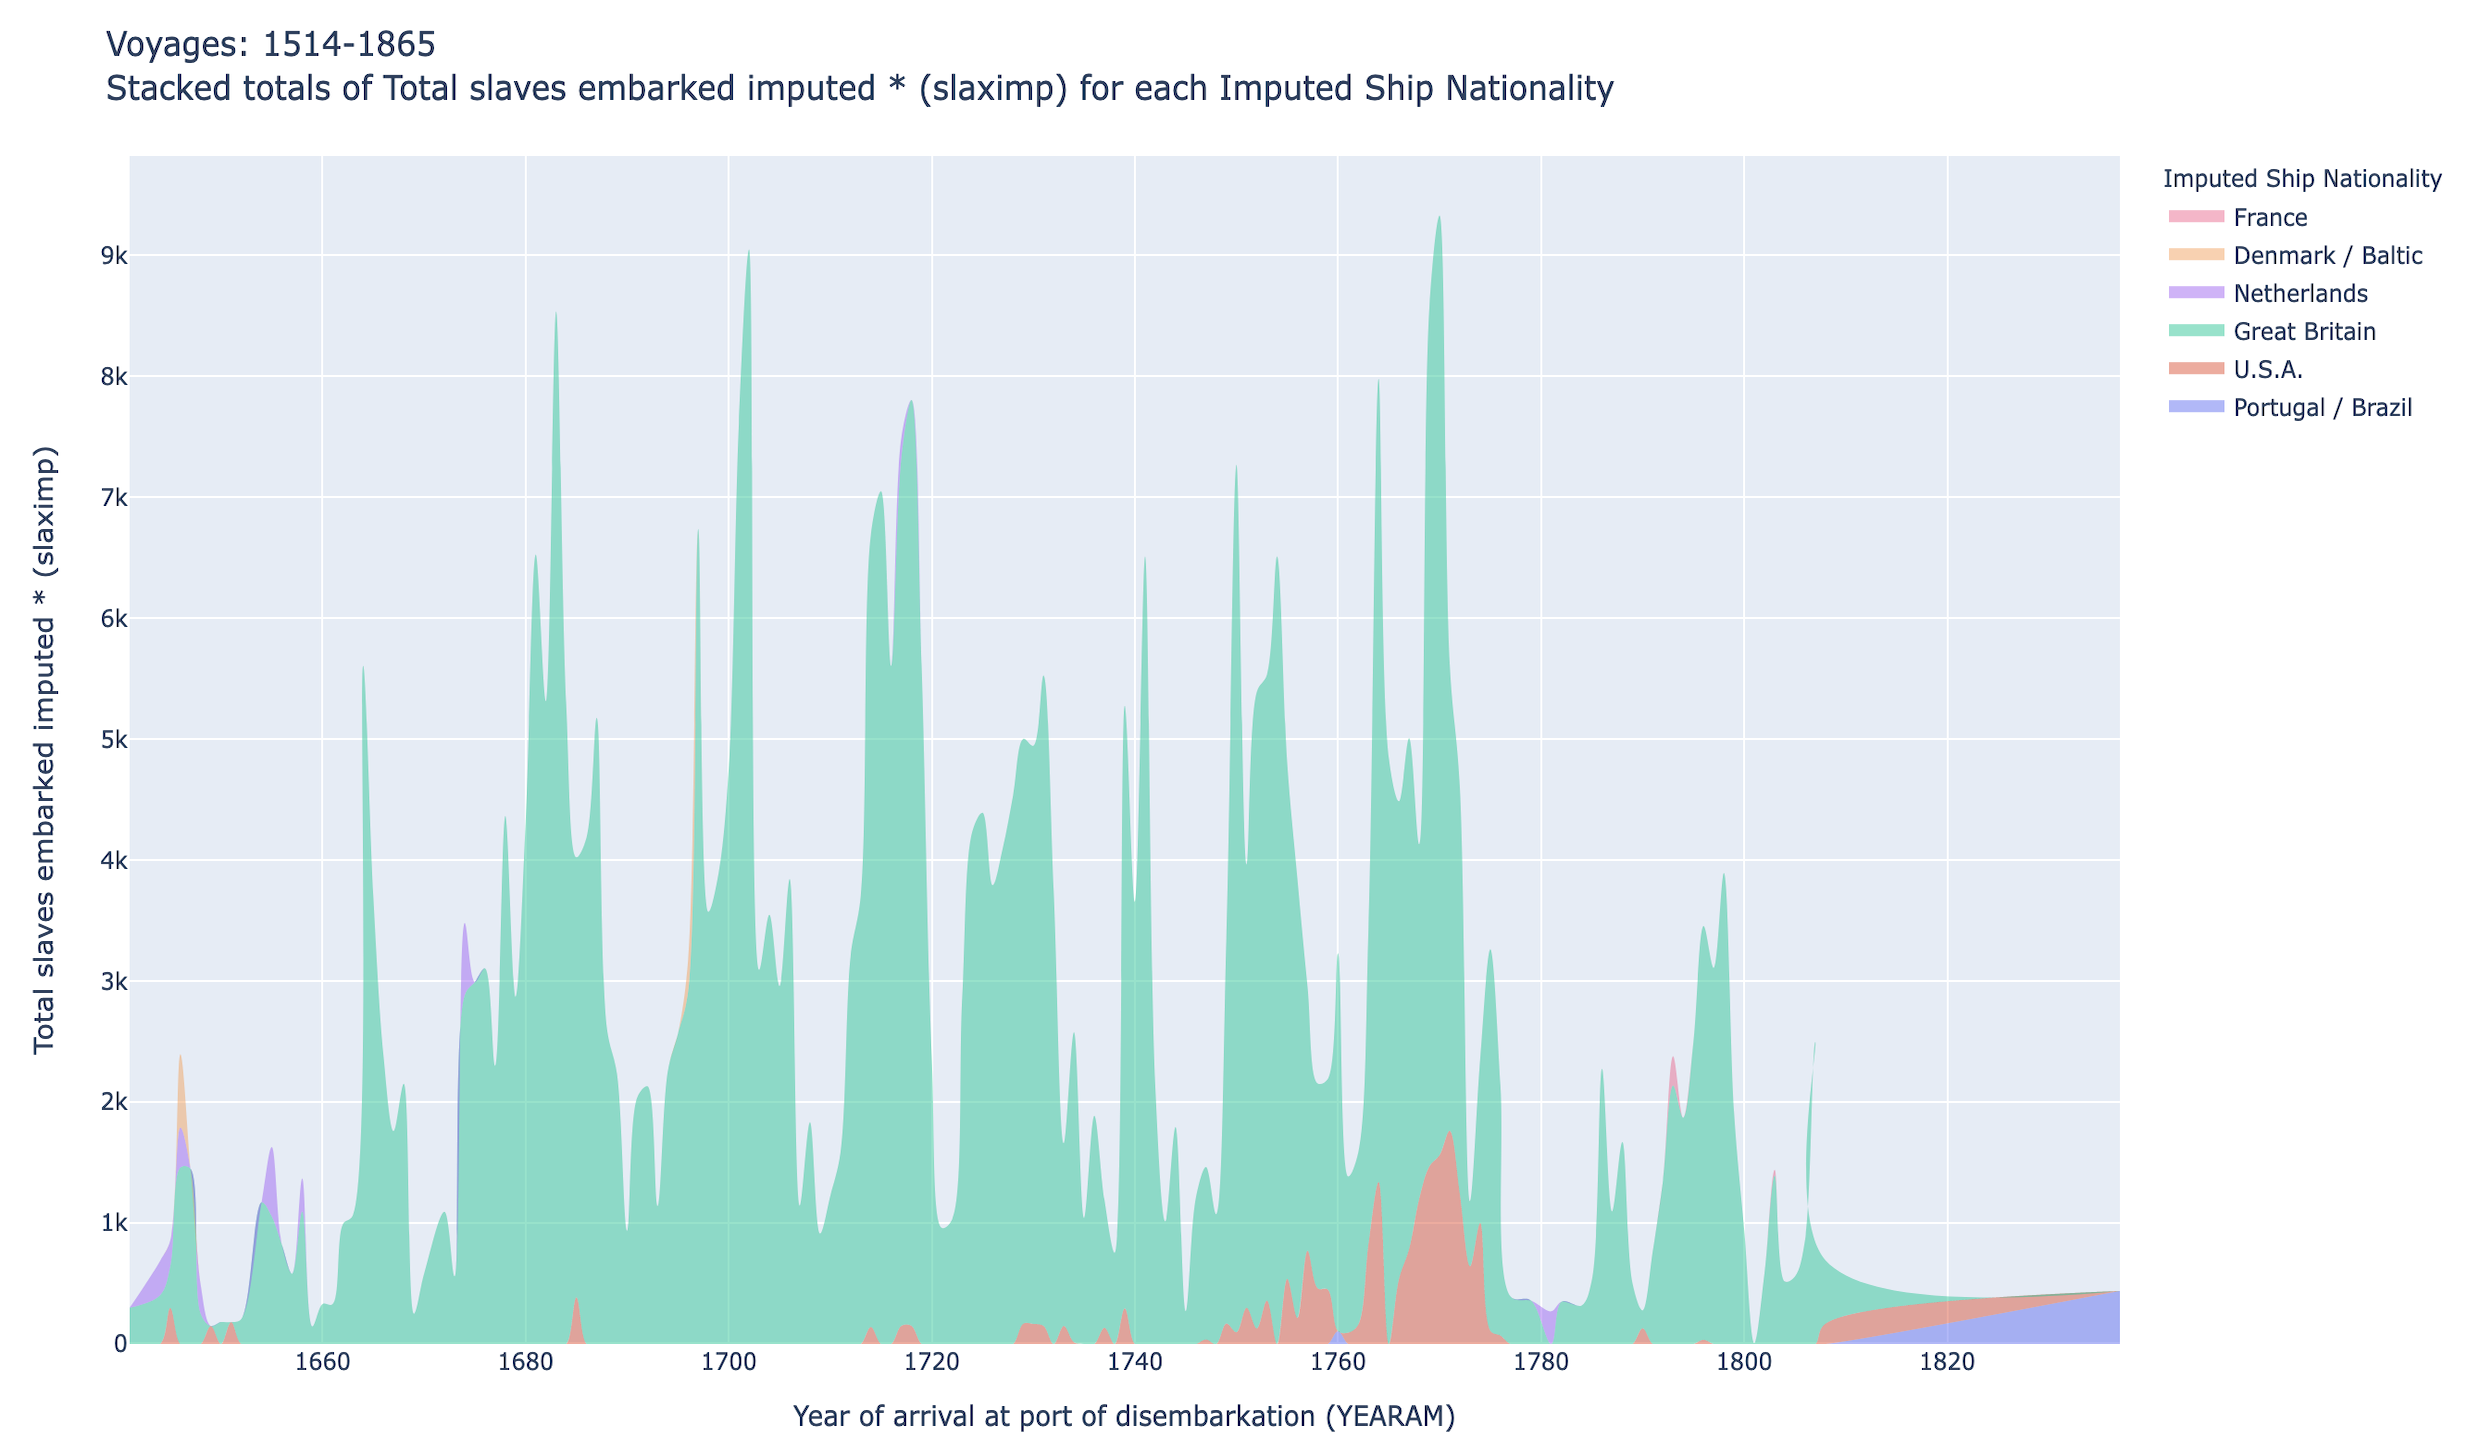 Voyages: 1514-1865
Stacked totals of Total slaves embarked imputed * (slaximp) for each Imputed Ship Nationality
Imputed Ship Nationality
France
Denmark / Baltic
Netherlands
Great Britain
U.S.A.
Portugal / Brazil
Total slaves embarked imputed * (slaximp)
9k
8k
7k
6k
5k
4k
3k
2k
1k
0
1660 1680 1700 1720 1740 1760 1780 1800 1820
Year of arrival at port of disembarkation (YEARAM)